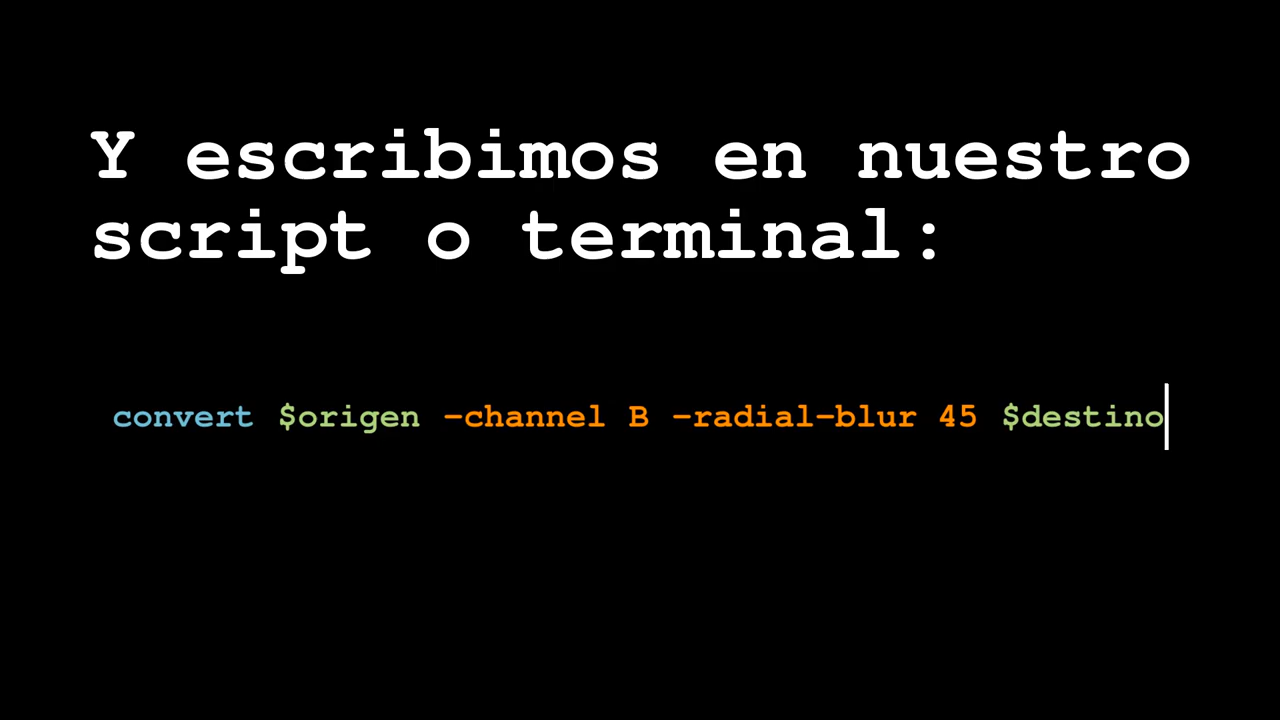 Y escribimos en nuestro
script o terminal:
convert $origen -channel B -radial-blur 45 $destino